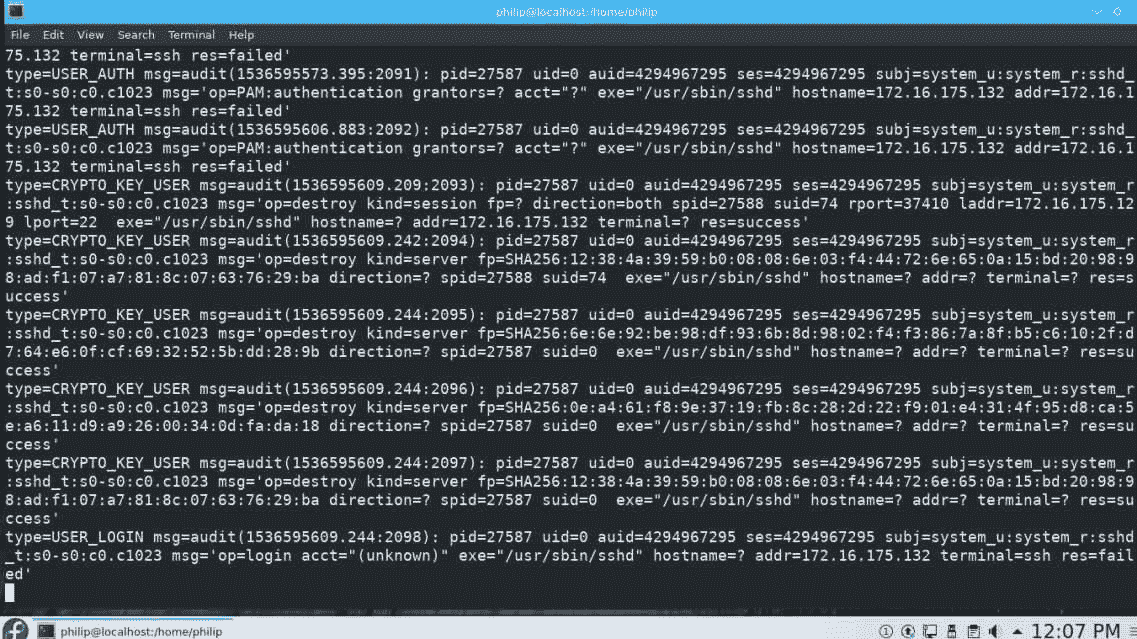 philip@localhost:/home/philip
File Edit View Search Terminal Help
75.132 terminal=ssh res=failed'
type=USER_AUTH msg=audit(1536595573.395:2091): pid=27587 uid=0 auid=4294967295 ses=4294967295 subj=system_u:system_r:sshd_
t:s0-s0:c0.c1023 msg='op=PAM:authentication grantors=? acct="?" exe="/usr/sbin/sshd" hostname=172.16.175.132 addr=172.16.1
75.132 terminal=ssh res=failed'
type=USER_AUTH msg=audit(1536595606.883:2092): pid=27587 uid=0 auid=4294967295 ses=4294967295 subj=system_u:system_r:sshd_
t:s0-s0:c0.c1023 msg='op=PAM:authentication grantors=? acct="?" exe="/usr/sbin/sshd" hostname=172.16.175.132 addr=172.16.1
75.132 terminal=ssh res=failed'
type=CRYPTO_KEY_USER msg=audit(1536595609.209:2093): pid=27587 uid=0 auid=4294967295 ses=4294967295 subj=system_u:system_r
:sshd_t:s0-s0:c0.c1023 msg='op=destroy kind=session fp=? direction=both spid=27588 suid=74 rport=37410 laddr=172.16.175.12
9 lport=22  exe="/usr/sbin/sshd" hostname=? addr=172.16.175.132 terminal=? res=success'
type=CRYPTO_KEY_USER msg=audit(1536595609.242:2094): pid=27587 uid=0 auid=4294967295 ses=4294967295 subj=system_u:system_r
:sshd_t:s0-s0:c0.c1023 msg='op=destroy kind=server fp=SHA256:12:38:4a:39:59:b0:08:08:6e:03:f4:44:72:6e:65:0a:15:bd:20:98:9
8:ad:f1:07:a7:81:8c:07:63:76:29:ba direction=? spid=27588 suid=74  exe="/usr/sbin/sshd" hostname=? addr=? terminal=? res=s
uccess'
type=CRYPTO_KEY_USER msg=audit(1536595609.244:2095): pid=27587 uid=0 auid=4294967295 ses=4294967295 subj=system_u:system_r
:sshd_t:s0-s0:c0.c1023 msg='op=destroy kind=server fp=SHA256:6e:6e:92:be:98:df:93:6b:8d:98:02:f4:f3:86:7a:8f:b5:c6:10:2f:d
7:64:e6:0f:cf:69:32:52:5b:dd:28:9b direction=? spid=27587 suid=0  exe="/usr/sbin/sshd" hostname=? addr=? terminal=? res=su
ccess'
type=CRYPTO_KEY_USER msg=audit(1536595609.244:2096): pid=27587 uid=0 auid=4294967295 ses=4294967295 subj=system_u:system_r
:sshd_t:s0-s0:c0.c1023 msg='op=destroy kind=server fp=SHA256:0e:a4:61:f8:9e:37:19:fb:8c:28:2d:22:f9:01:e4:31:4f:95:d8:ca:5
e:a6:11:d9:a9:26:00:34:0d:fa:da:18 direction=? spid=27587 suid=0  exe="/usr/sbin/sshd" hostname=? addr=? terminal=? res=su
ccess'
type=CRYPTO_KEY_USER msg=audit(1536595609.244:2097): pid=27587 uid=0 auid=4294967295 ses=4294967295 subj=system_u:system_r
:sshd_t:s0-s0:c0.c1023 msg='op=destroy kind=server fp=SHA256:12:38:4a:39:59:b0:08:08:6e:03:f4:44:72:6e:65:0a:15:bd:20:98:9
8:ad:f1:07:a7:81:8c:07:63:76:29:ba direction=? spid=27587 suid=0  exe="/usr/sbin/sshd" hostname=? addr=? terminal=? res=su
ccess'
type=USER_LOGIN msg=audit(1536595609.244:2098): pid=27587 uid=0 auid=4294967295 ses=4294967295 subj=system_u:system_r:sshd
_t:s0-s0:c0.c1023 msg='op=login acct="(unknown)" exe="/usr/sbin/sshd" hostname=? addr=172.16.175.132 terminal=ssh res=fail
ed'
philip@localhost:/home/philip
12:07 PM